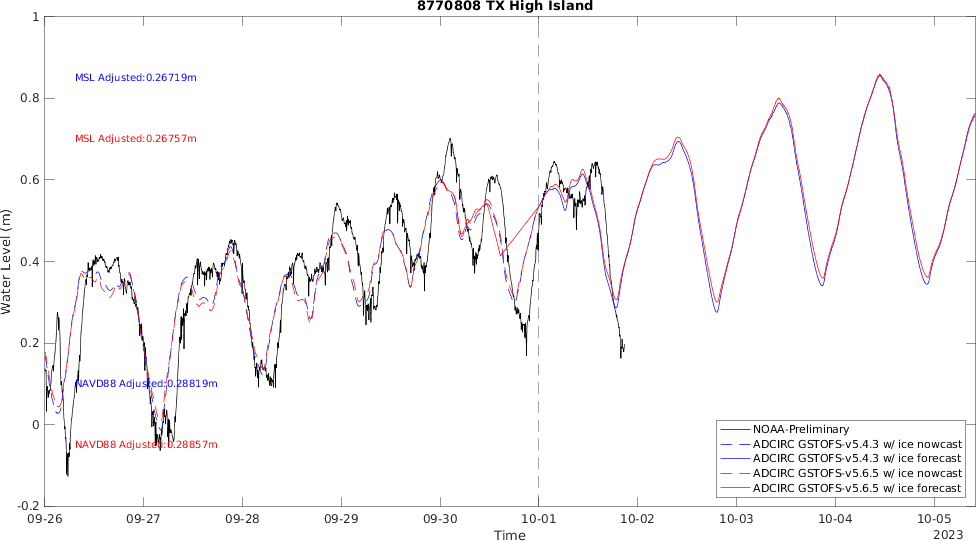 8770808 TX High Island
1
0.8
0.6
0.4
0.2
0
-0.2
Water Level (m)
MSL Adjusted:0.26719m
MSL Adjusted:0.26757m
NAVD88 Adjusted:0.28819m
NAVD88 Adjusted:0.28857m
NOAA-Preliminary
ADCIRC GSTOFS-v5.4.3 w/ ice nowcast
ADCIRC GSTOFS-v5.4.3 w/ ice forecast
ADCIRC GSTOFS-v5.6.5 w/ ice nowcast
ADCIRC GSTOFS-v5.6.5 w/ ice forecast
09-26 09-27 09-28 09-29 09-30 10-01 10-02 10-03 10-04 10-05
Time
2023